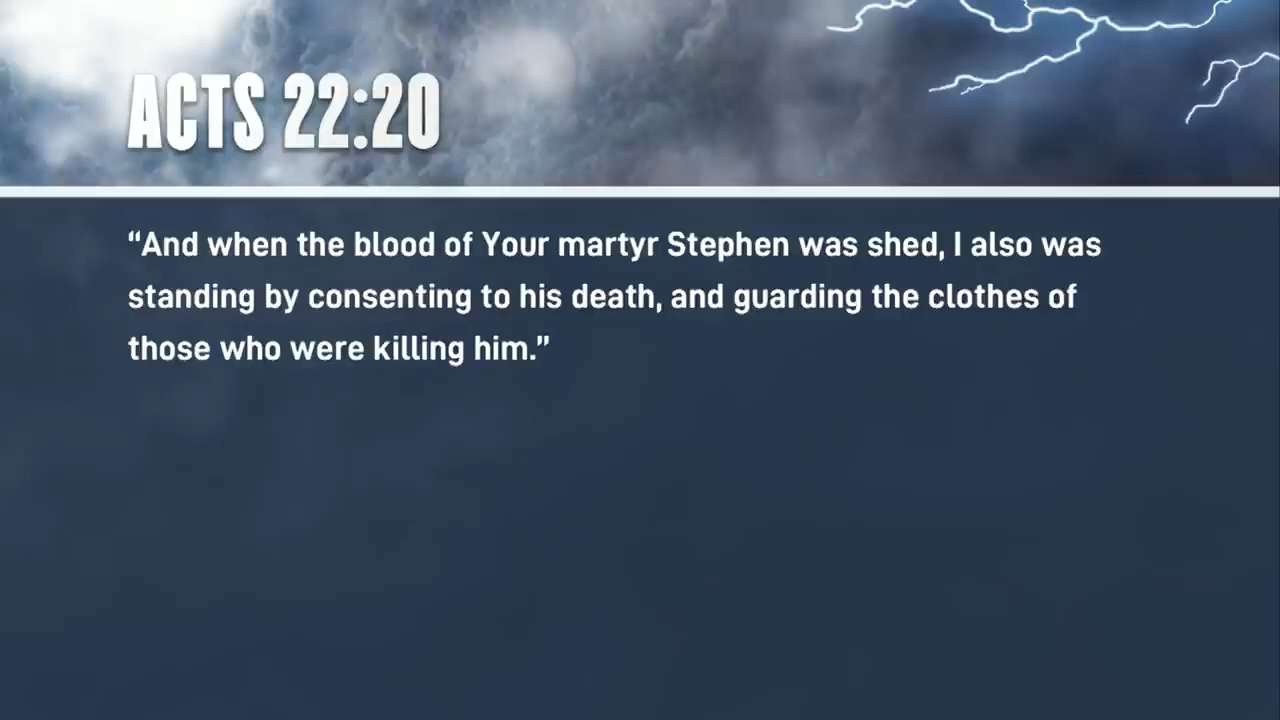 ACTS 22:20
“And when the blood of Your martyr Stephen was shed, I also was
standing by consenting to his death, and guarding the clothes of
those who were killing him.”